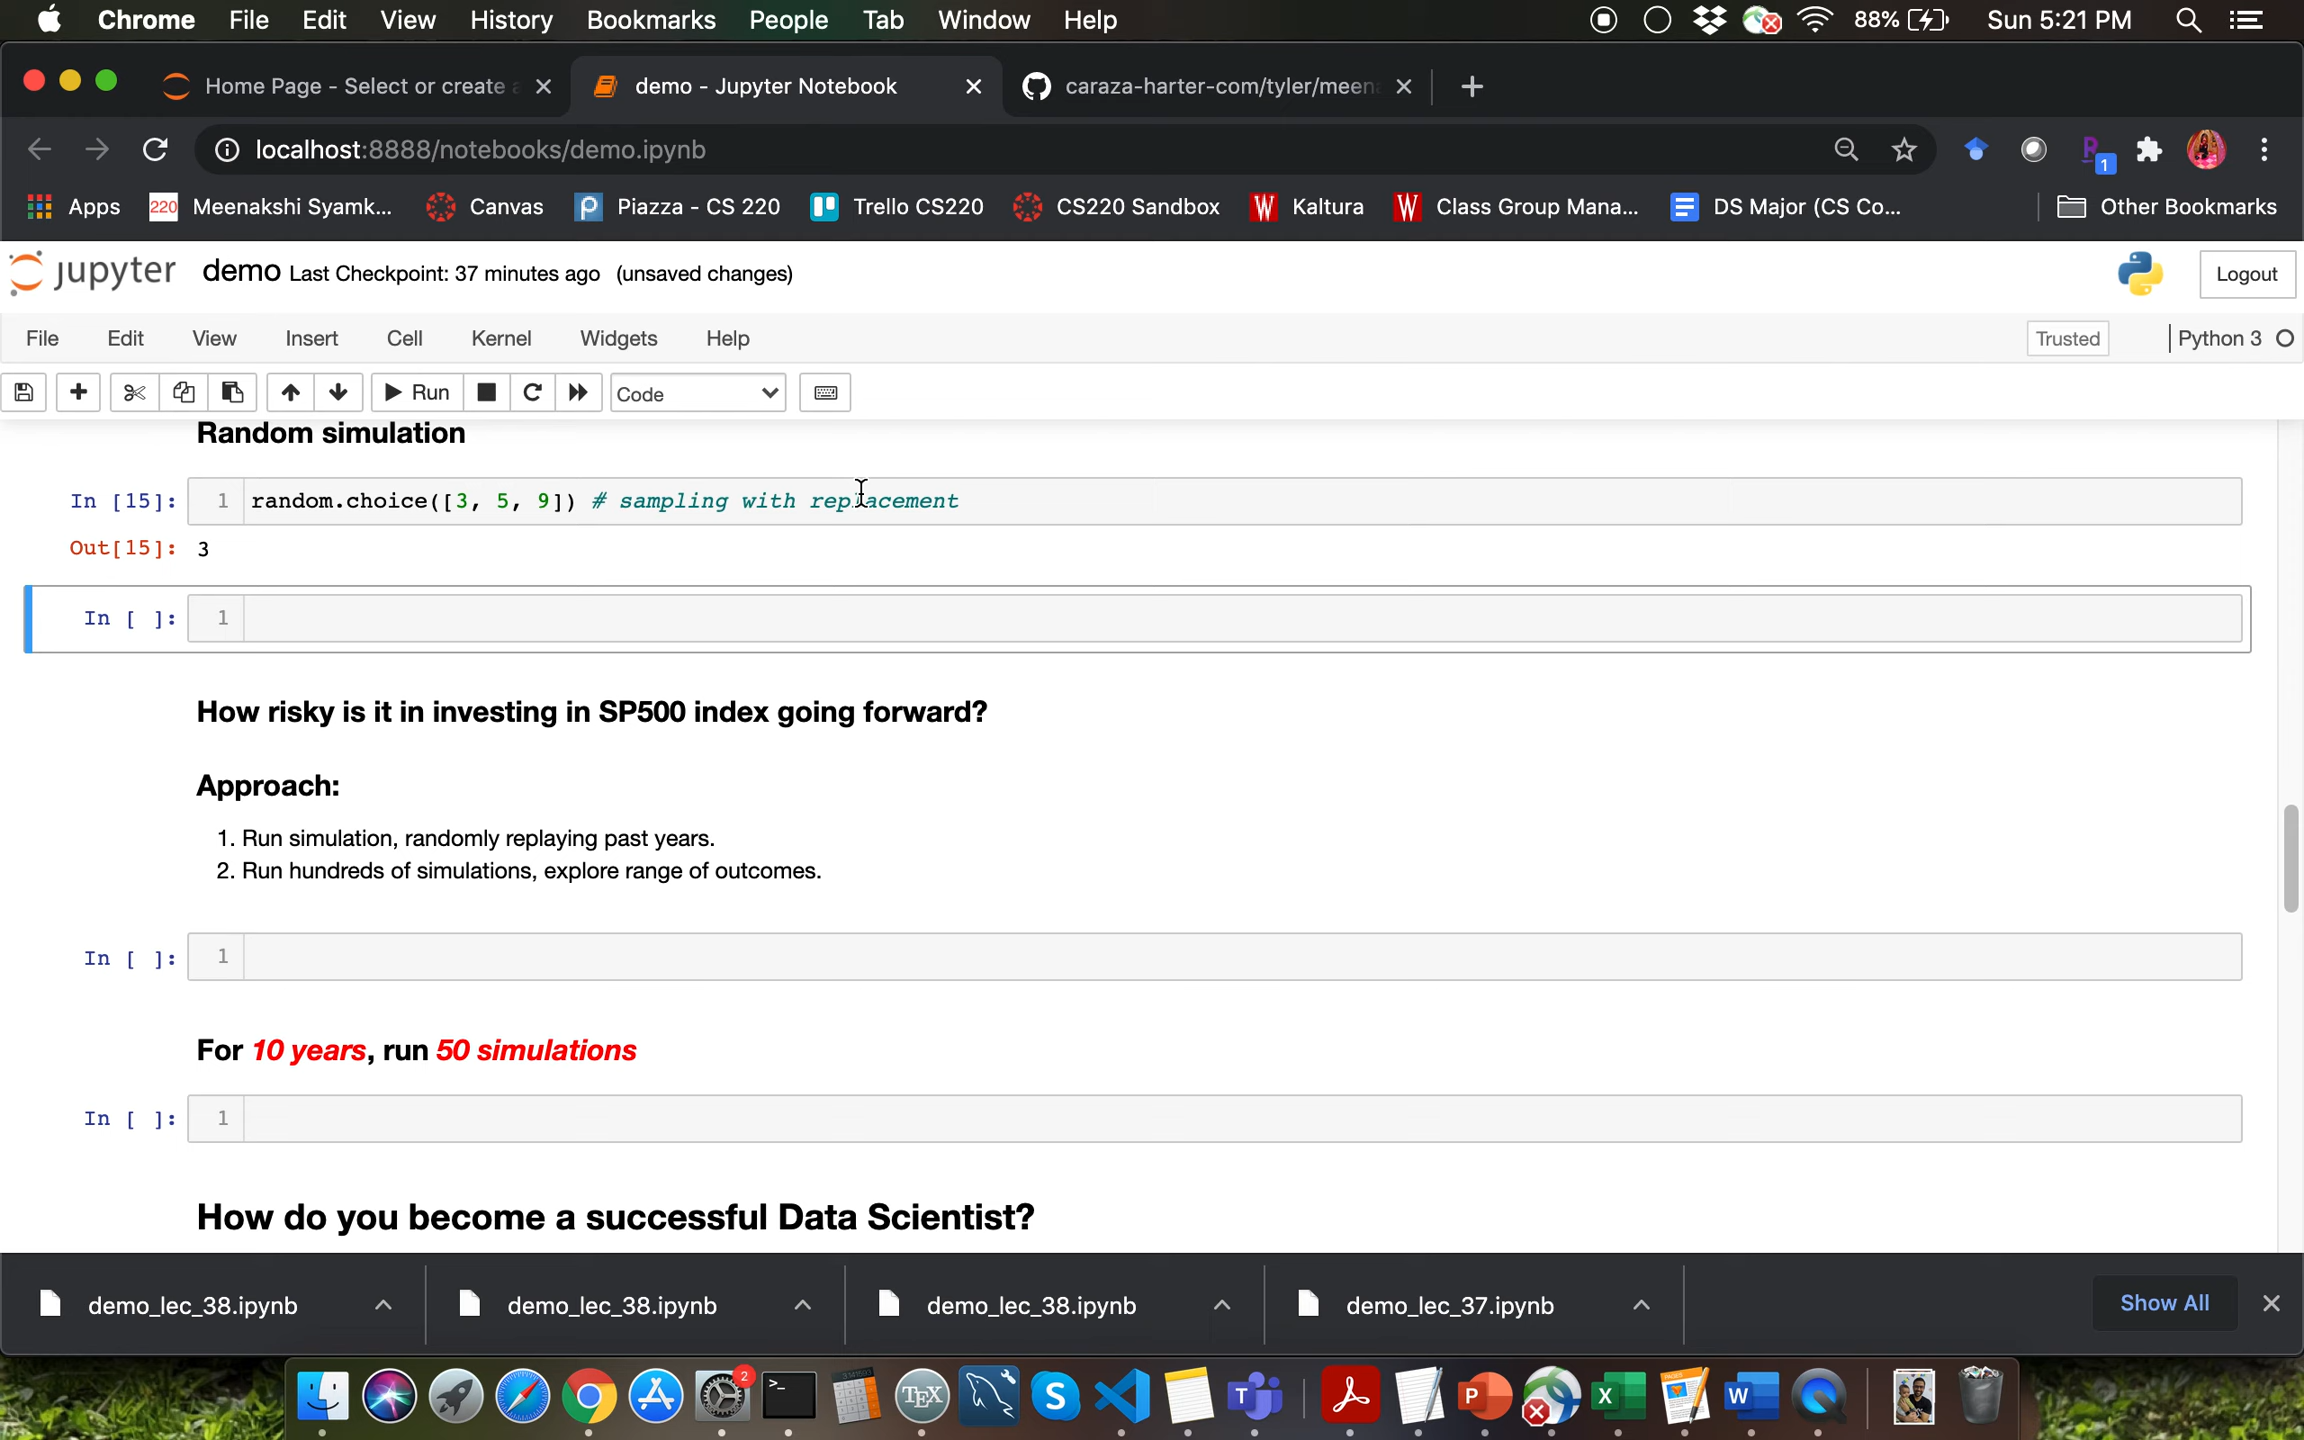 Chrome File Edit View History Bookmarks People Tab Window Help 88% Sun 5:21 PM
Home Page - Select or create a demo - Jupyter Notebook caraza-harter-com/tyler/meen
localhost:8888/notebooks/demo.ipynb 1
Apps 220 Meenakshi Syamk... Canvas Piazza - CS 220 Trello CS220 CS220 Sandbox W Kaltura W Class Group Mana... DS Major (CS Co... Other Bookmarks
jupyter demo Last Checkpoint: 37 minutes ago (unsaved changes) Logout
File Edit View Insert Cell Kernel Widgets Help Trusted Python 3
Run Code
Random simulation
In [15]: 1 random.choice([3, 5, 9]) # sampling with replacement
Out[15]: 3
In [ ]: 1
How risky is it in investing in SP500 index going forward?
Approach:
1. Run simulation, randomly replaying past years.
2. Run hundreds of simulations, explore range of outcomes.
In [ ]: 1
For 10 years, run 50 simulations
In [ ]: 1
How do you become a successful Data Scientist?
demo_lec_38.ipynb demo_lec_38.ipynb demo_lec_38.ipynb demo_lec_37.ipynb Show All
2 TEX S T P X W